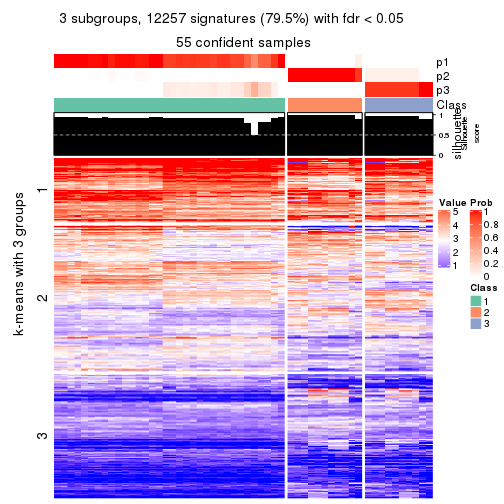 3 subgroups, 12257 signatures (79.5%) with fdr < 0.05
55 confident samples
p1
p2
p3
Class
1
0.5
0
silhouette
Silhouette
score
k-means with 3 groups
1
2
3
Value
5
4
3
2
1
Prob
1
0.8
0.6
0.4
0.2
0
Class
1
2
3